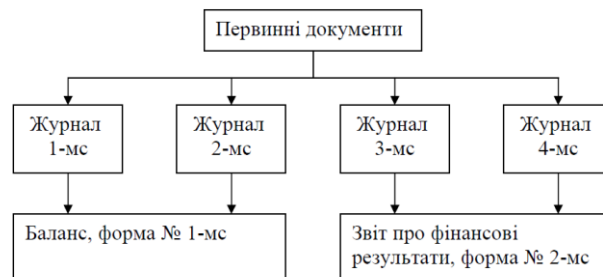 Первинні документи
Журнал
1-мс
Журнал
2-мс
Журнал
3-мс
Журнал
4-мс
Баланс, форма № 1-мс
Звіт про фінансові
результати, форма № 2-мс